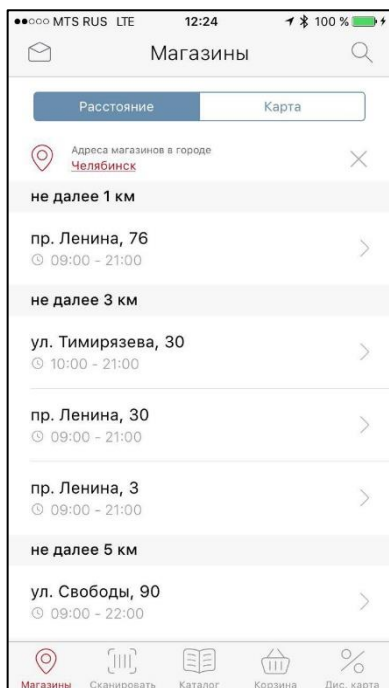 MTS RUS LTE 12:24 100 %
Магазины
Расстояние Карта
Адреса магазинов в городе
Челябинск
не далее 1 км
пр. Ленина, 76
09:00 - 21:00
не далее 3 км
ул. Тимирязева, 30
10:00 - 21:00
пр. Ленина, 30
09:00 - 21:00
пр. Ленина, 3
09:00 - 21:00
не далее 5 км
ул. Свободы, 90
09:00 - 22:00
Магазины Сканировать Каталог Корзина Дис. карта